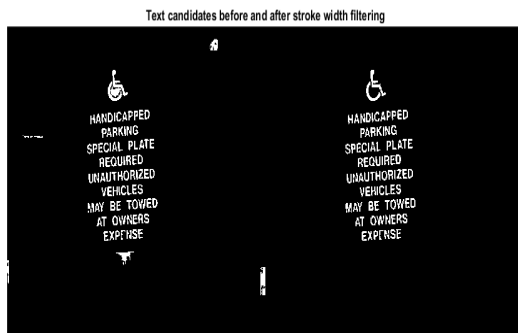 Text candidates before and after stroke width filtering
HANDICAPPED
PARKING
SPECIAL PLATE
REQUIRED
UNAUTHORIZED
VEHICLES
MAY BE TOWED
AT OWNERS
EXPENSE
HANDICAPPED
PARKING
SPECIAL PLATE
REQUIRED
UNAUTHORIZED
VEHICLES
MAY BE TOWED
AT OWNERS
EXPENSE